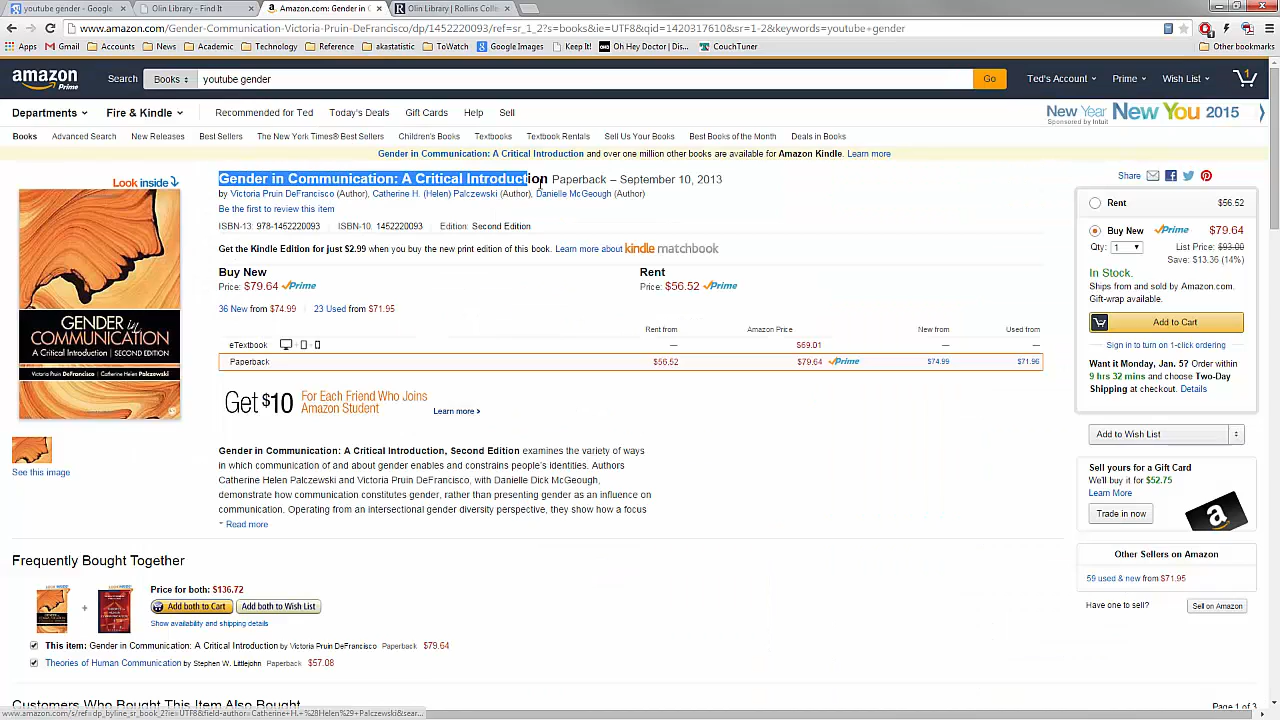 youtube gender - Google
Olin Library - Find It
Amazon.com: Gender in C
Olin Library | Rollins Colle
www.amazon.com/Gender-Communication-Victoria-Pruin-DeFrancisco/dp/1452220093/ref=sr_1_2?s=books&ie=UTF8&qid=1420317610&sr=1-2&keywords=youtube+gender
Apps Gmail Accounts News Academic Technology Reference akastatistic ToWatch Google Images Keep It! Oh Hey Doctor | Dis... CouchTuner Other bookmarks
amazon Prime
Search Books youtube gender Go
Ted's Account Prime Wish List 1
Departments Fire & Kindle Recommended for Ted Today's Deals Gift Cards Help Sell
New Year New You 2015
Sponsored by Intuit
Books Advanced Search New Releases Best Sellers The New York Times® Best Sellers Children's Books Textbooks Textbook Rentals Sell Us Your Books Best Books of the Month Deals in Books
Gender in Communication: A Critical Introduction and over one million other books are available for Amazon Kindle. Learn more
Look inside
GENDER in
COMMUNICATION
A Critical Introduction | SECOND EDITION
Victoria Pruin DeFrancisco | Catherine Helen Palczewski
See this image
Gender in Communication: A Critical Introduction Paperback – September 10, 2013
by Victoria Pruin DeFrancisco (Author), Catherine H. (Helen) Palczewski (Author), Danielle McGeough (Author)
Be the first to review this item
ISBN-13: 978-1452220093 ISBN-10: 1452220093 Edition: Second Edition
Get the Kindle Edition for just $2.99 when you buy the new print edition of this book. Learn more about kindle matchbook
Buy New
Price: $79.64 Prime
Rent
Price: $56.52 Prime
36 New from $74.99 | 23 Used from $71.95
Rent from Amazon Price New from Used from
eTextbook — $69.01 — —
Paperback $56.52 $79.64 Prime $74.99 $71.96
Get $10 For Each Friend Who Joins
Amazon Student
Learn more ›
Gender in Communication: A Critical Introduction, Second Edition examines the variety of ways
in which communication of and about gender enables and constrains people's identities. Authors
Catherine Helen Palczewski and Victoria Pruin DeFrancisco, with Danielle Dick McGeough,
demonstrate how communication constitutes gender, rather than presenting gender as an influence on
communication. Operating from an intersectional gender diversity perspective, they show how a focus
Read more
Share
Rent $56.52
Buy New Prime $79.64
Qty: 1 List Price: $93.00
Save: $13.36 (14%)
In Stock.
Ships from and sold by Amazon.com.
Gift-wrap available.
Add to Cart
Sign in to turn on 1-click ordering
Want it Monday, Jan. 5? Order within
9 hrs 32 mins and choose Two-Day
Shipping at checkout. Details
Add to Wish List
Sell yours for a Gift Card
We'll buy it for $52.75
Learn More
Trade in now
Other Sellers on Amazon
59 used & new from $71.95
Have one to sell? Sell on Amazon
Frequently Bought Together
Price for both: $136.72
Add both to Cart Add both to Wish List
Show availability and shipping details
This item: Gender in Communication: A Critical Introduction by Victoria Pruin DeFrancisco Paperback $79.64
Theories of Human Communication by Stephen W. Littlejohn Paperback $57.08
Customers Who Bought This Item Also Bought
Page 1 of 3
www.amazon.com/s/ref=dp_byline_sr_book_2?ie=UTF8&field-author=Catherine+H.+%28Helen%29+Palczewski&sear...